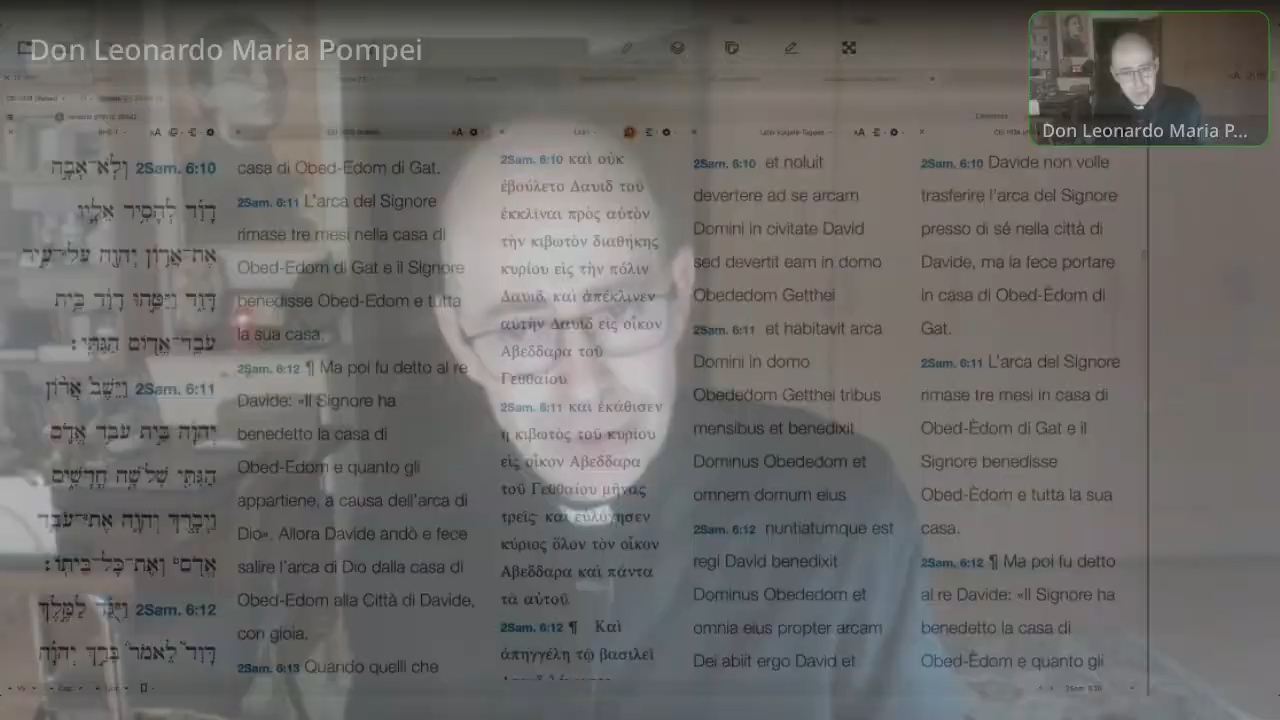 Don Leonardo Maria Pompei
Don Leonardo Maria P...
2Sam. 6:10 וְלֹא־אָבָה
דָוִד לְהָסִיר אֵלָיו
אֶת־אֲרוֹן יְהוָה עַל־עִיר
דָּוִד וַיַּטֵּהוּ דָוִד בֵּית
עֹבֵד־אֱדוֹם הַגִּתִּי׃
2Sam. 6:11 וַיֵּשֶׁב אֲרוֹן
יְהוָה בֵּית עֹבֵד אֱדֹם
הַגִּתִּי שְׁלֹשָׁה חֳדָשִׁים
וַיְבָרֶךְ יְהוָה אֶת־עֹבֵד
אֱדֹם וְאֶת־כָּל־בֵּיתוֹ׃
2Sam. 6:12 וַיֻּגַּד לַמֶּלֶךְ
דָּוִד לֵאמֹר בֵּרַךְ יְהוָה
casa di Obed-Edom di Gat.
2Sam. 6:11 L'arca del Signore
rimase tre mesi nella casa di
Obed-Edom di Gat e il Signore
benedisse Obed-Edom e tutta
la sua casa.
2Sam. 6:12 ¶ Ma poi fu detto al re
Davide: «Il Signore ha
benedetto la casa di
Obed-Edom e quanto gli
appartiene, a causa dell'arca di
Dio». Allora Davide andò e fece
salire l'arca di Dio dalla casa di
Obed-Edom alla Città di Davide,
con gioia.
2Sam. 6:13 Quando quelli che
2Sam. 6:10 καὶ οὐκ
ἐβούλετο Δαυιδ τοῦ
ἐκκλῖναι πρὸς αὑτὸν
τὴν κιβωτὸν διαθήκης
κυρίου εἰς τὴν πόλιν
Δαυιδ, καὶ ἀπέκλινεν
αὐτὴν Δαυιδ εἰς οἶκον
Αβεδδαρα τοῦ
Γεθθαίου.
2Sam. 6:11 καὶ ἐκάθισεν
ἡ κιβωτὸς τοῦ κυρίου
εἰς οἶκον Αβεδδαρα
τοῦ Γεθθαίου μῆνας
τρεῖς· καὶ εὐλόγησεν
κύριος ὅλον τὸν οἶκον
Αβεδδαρα καὶ πάντα
τὰ αὐτοῦ.
2Sam. 6:12 ¶ Καὶ
ἀπηγγέλη τῷ βασιλεῖ
2Sam. 6:10 et noluit
devertere ad se arcam
Domini in civitate David
sed devertit eam in domo
Obededom Getthei
2Sam. 6:11 et habitavit arca
Domini in domo
Obededom Getthei tribus
mensibus et benedixit
Dominus Obededom et
omnem domum eius
2Sam. 6:12 nuntiatumque est
regi David benedixit
Dominus Obededom et
omnia eius propter arcam
Dei abiit ergo David et
2Sam. 6:10 Davide non volle
trasferire l'arca del Signore
presso di sé nella città di
Davide, ma la fece portare
in casa di Obed-Èdom di
Gat.
2Sam. 6:11 L'arca del Signore
rimase tre mesi in casa di
Obed-Èdom di Gat e il
Signore benedisse
Obed-Èdom e tutta la sua
casa.
2Sam. 6:12 ¶ Ma poi fu detto
al re Davide: «Il Signore ha
benedetto la casa di
Obed-Èdom e quanto gli